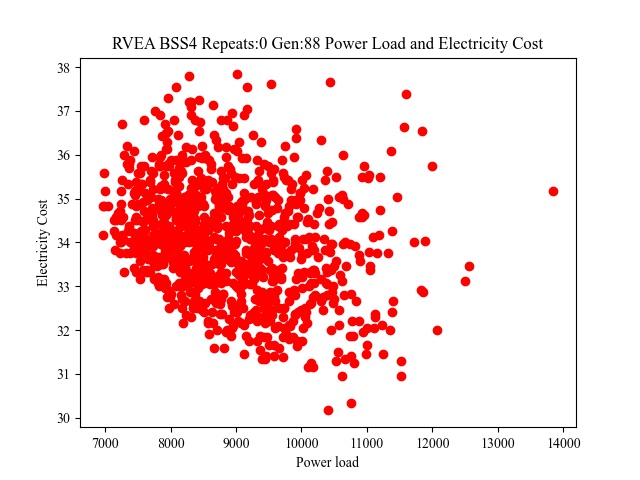 RVEA BSS4 Repeats:0 Gen:88 Power Load and Electricity Cost
38
37
36
35
34
33
32
31
30
Electricity Cost
7000 8000 9000 10000 11000 12000 13000 14000
Power load